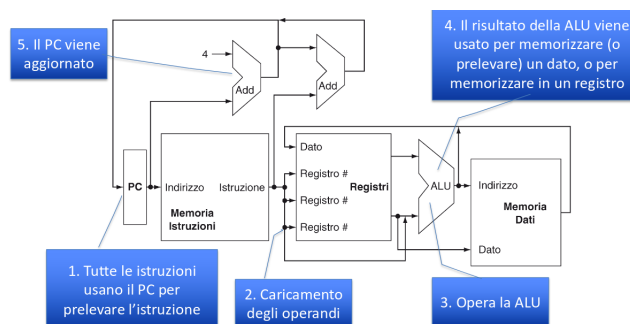 5. Il PC viene
aggiornato
4
Add
Add
4. Il risultato della ALU viene
usato per memorizzare (o
prelevare) un dato, o per
memorizzare in un registro
PC
Indirizzo
Istruzione
Memoria
Istruzioni
Dato
Registro #
Registri
Registro #
Registro #
ALU
Indirizzo
Memoria
Dati
Dato
1. Tutte le istruzioni
usano il PC per
prelevare l’istruzione
2. Caricamento
degli operandi
3. Opera la ALU